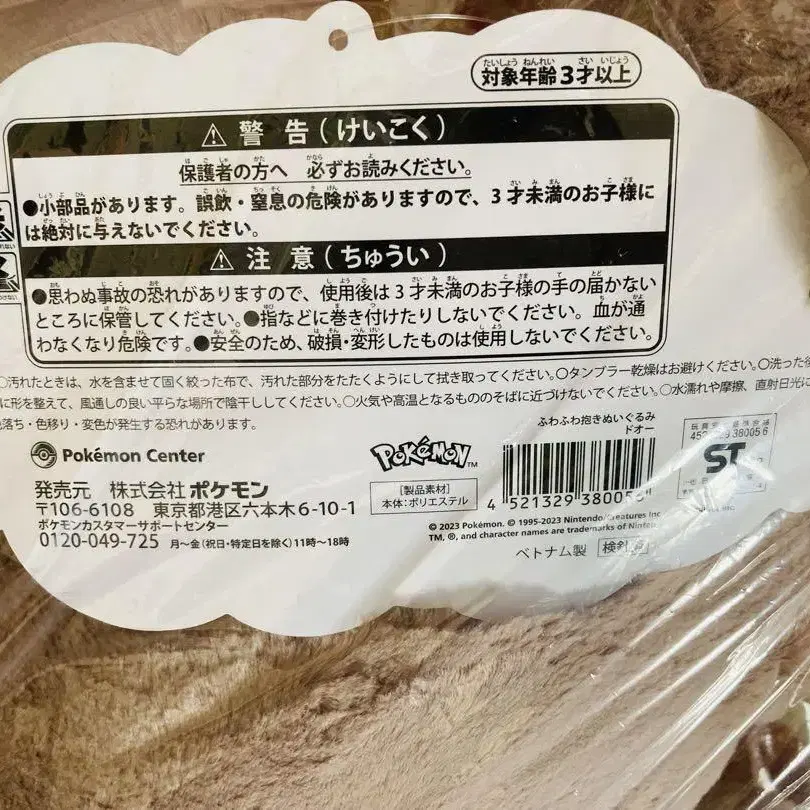 対象年齢3才以上
警告(けいこく)
保護者の方へ 必ずお読みください。
●小部品があります。誤飲・窒息の危険がありますので、3才未満のお子様に
は絶対に与えないでください。
注意(ちゅうい)
●思わぬ事故の恐れがありますので、使用後は3才未満のお子様の手の届かない
ところに保管してください。●指などに巻き付けたりしないでください。血が通
わなくなり危険です。●安全のため、破損・変形したものは使用しないでください。
○汚れたときは、水を含ませて固く絞った布で、汚れた部分をたたくようにして拭き取ってください。○タンブラー乾燥はお避けください。○洗った後
に形を整えて、風通しの良い平らな場所で陰干ししてください。○火気や高温となるもののそばに近づけないでください。○水濡れや摩擦、直射日光に
色落ち・色移り・変色が発生する恐れがあります。
ふわふわ抱きぬいぐるみ
ドオー
Pokémon Center
POKéMON TM
発売元 株式会社ポケモン
〒106-6108 東京都港区六本木6-10-1
ポケモンカスタマーサポートセンター
0120-049-725 月~金(祝日・特定日を除く)11時~18時
[製品素材]
本体:ポリエステル
4 521329 380056
ST
© 2023 Pokémon. © 1995-2023 Nintendo/Creatures Inc
TM, ®, and character names are trademarks of Ninten
ベトナム製 検針済